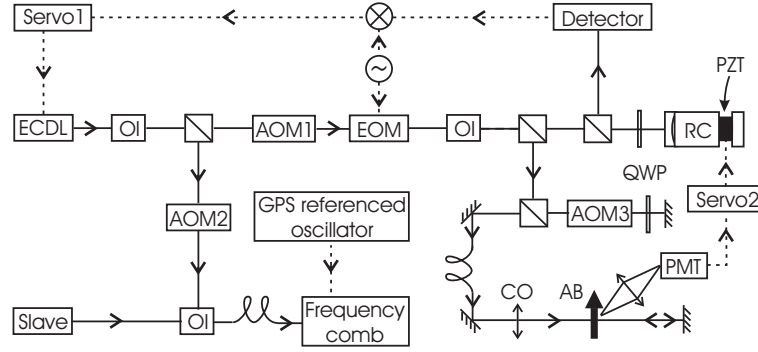 Servo1
Detector
PZT
ECDL
OI
AOM1
EOM
OI
RC
QWP
AOM2
GPS referenced
oscillator
AOM3
Servo2
PMT
CO
AB
Slave
OI
Frequency
comb